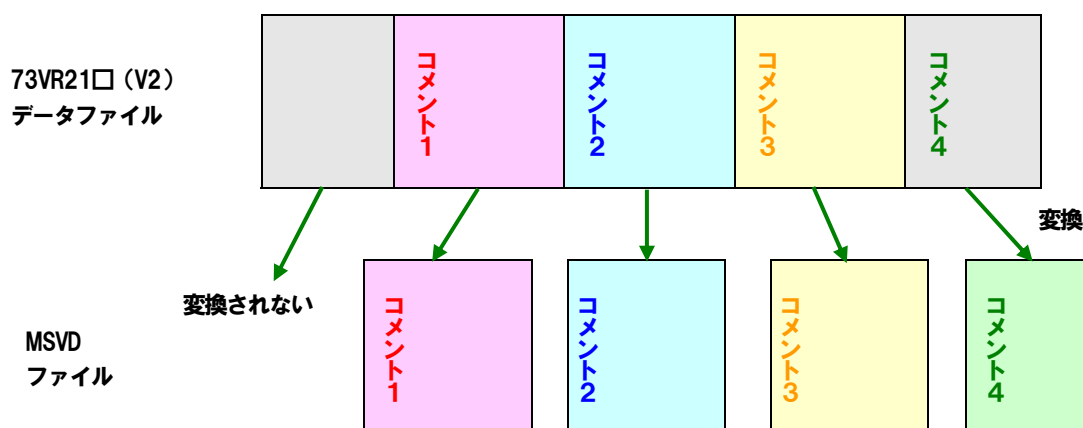 73VR21□（V2）
データファイル
コメント1
コメント2
コメント3
コメント4
変換
変換されない
MSVD
ファイル
コメント1
コメント2
コメント3
コメント4